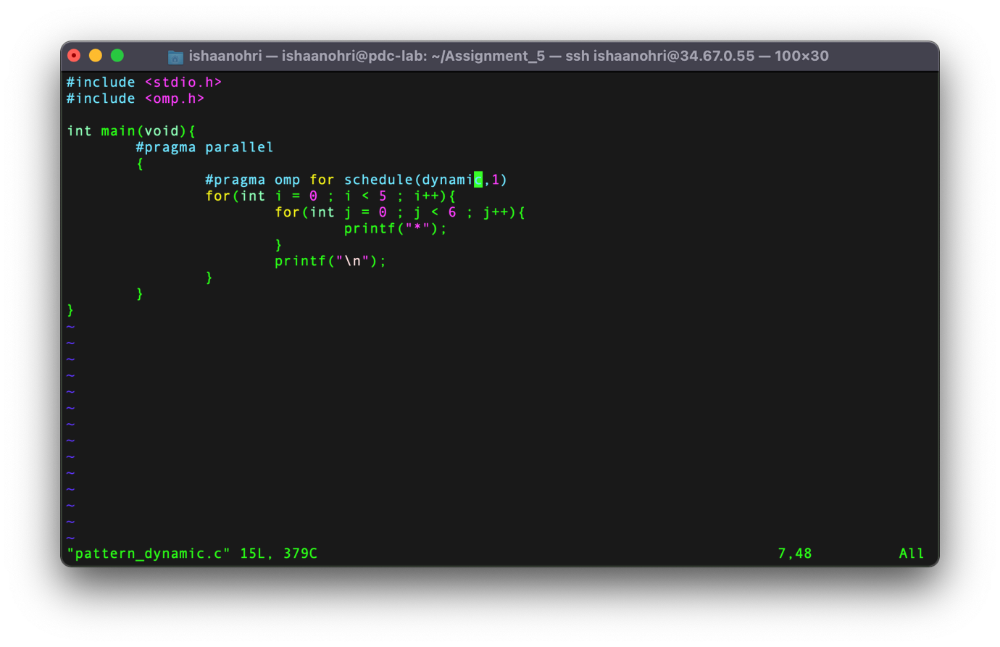 ishaanohri — ishaanohri@pdc-lab: ~/Assignment_5 — ssh ishaanohri@34.67.0.55 — 100×30
#include <stdio.h>
#include <omp.h>
int main(void){
#pragma parallel
{
#pragma omp for schedule(dynamic,1)
for(int i = 0 ; i < 5 ; i++){
for(int j = 0 ; j < 6 ; j++){
printf("*");
}
printf("\n");
}
}
}
~
~
~
~
~
~
~
~
~
~
~
~
~
~
"pattern_dynamic.c" 15L, 379C 7,48 All